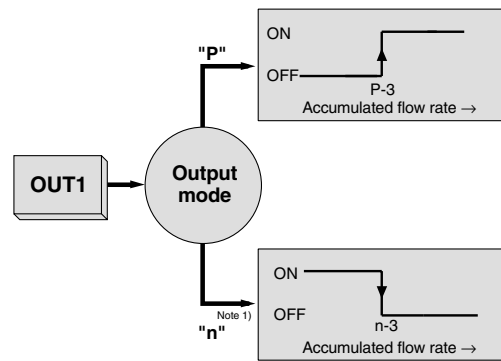 "P"
ON
OFF
P-3
Accumulated flow rate →
OUT1
Output
mode
ON
OFF
n-3
Accumulated flow rate →
Note 1)
"n"